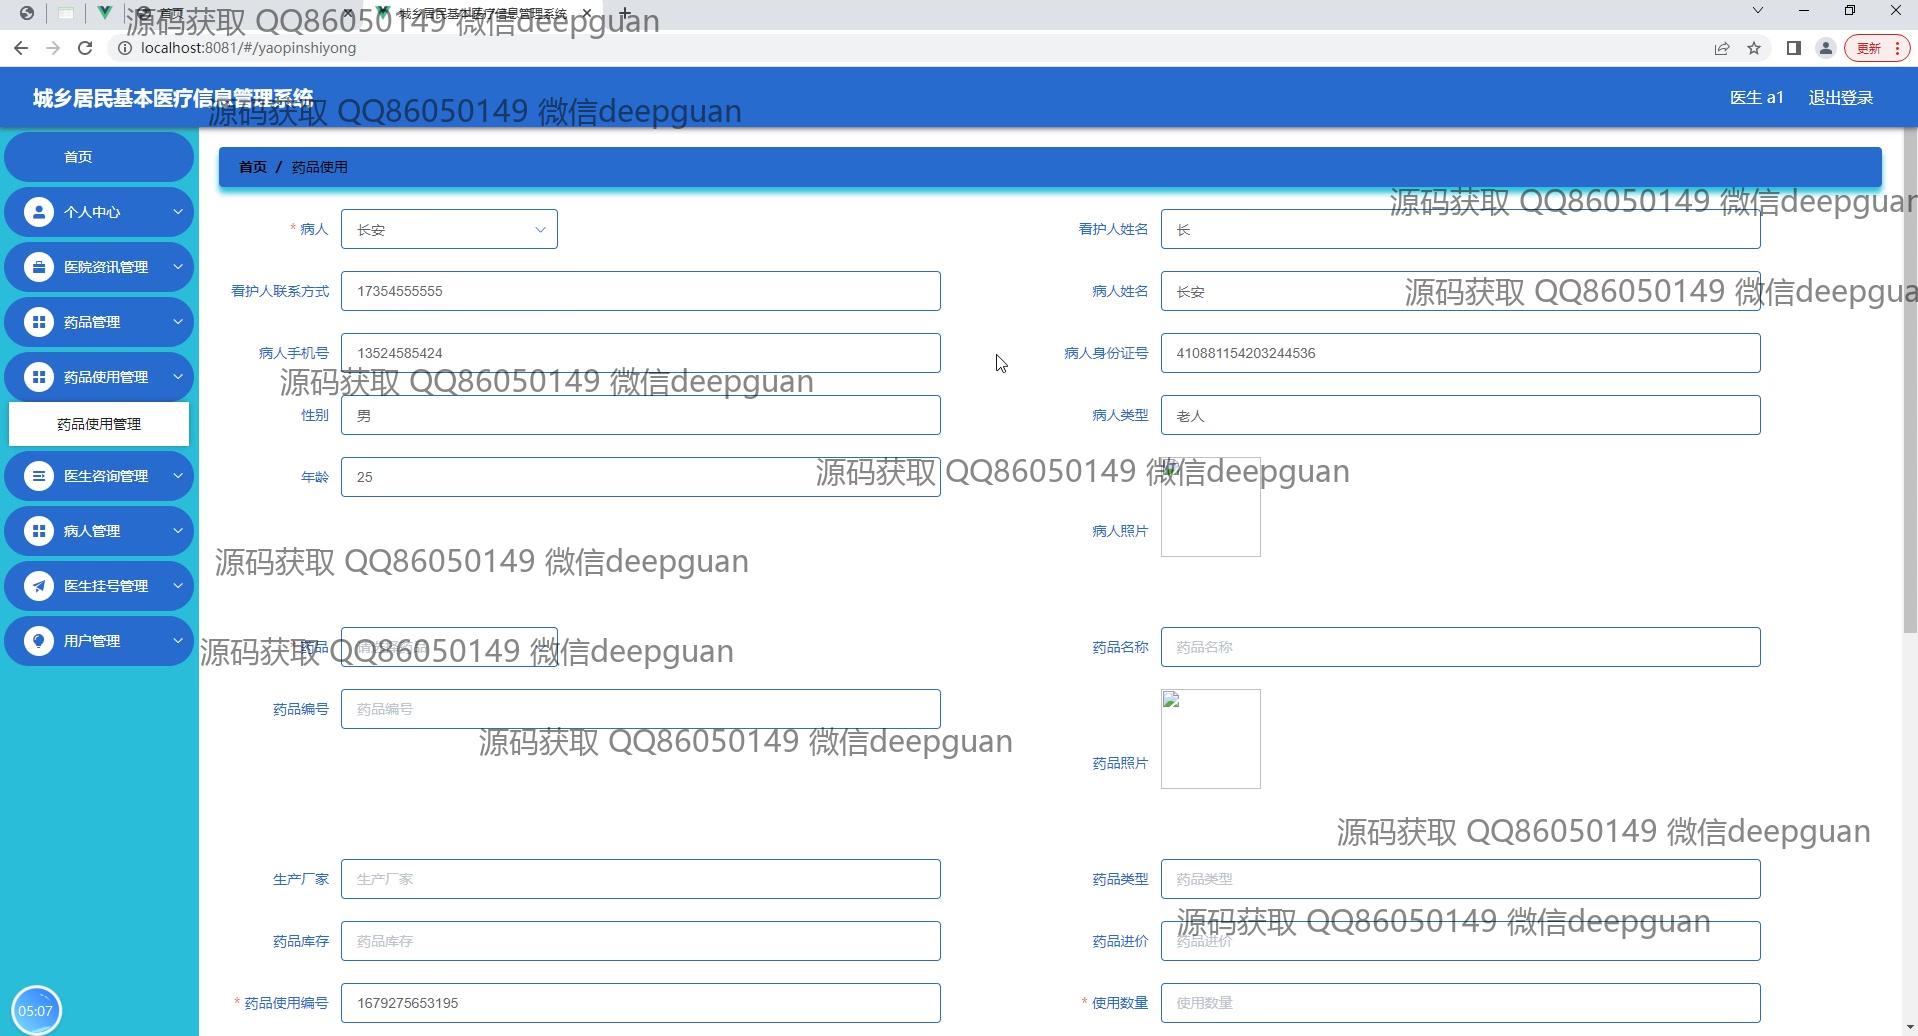 首页
城乡居民基本医疗信息管理系统
源码获取 QQ86050149 微信deepguan
localhost:8081/#/yaopinshiyong
更新
城乡居民基本医疗信息管理系统
源码获取 QQ86050149 微信deepguan
医生 a1
退出登录
首页
个人中心
医院资讯管理
药品管理
药品使用管理
药品使用管理
医生咨询管理
病人管理
医生挂号管理
用户管理
05:07
首页 / 药品使用
源码获取 QQ86050149 微信deepguan
* 病人 长安
看护人姓名 长
看护人联系方式 17354555555
病人姓名 长安
源码获取 QQ86050149 微信deepgua
病人手机号 13524585424
病人身份证号 410881154203244536
源码获取 QQ86050149 微信deepguan
性别 男
病人类型 老人
年龄 25
源码获取 QQ86050149 微信deepguan
病人照片
源码获取 QQ86050149 微信deepguan
药品
源码获取 QQ86050149 微信deepguan
药品名称 药品名称
药品编号 药品编号
源码获取 QQ86050149 微信deepguan
药品照片
源码获取 QQ86050149 微信deepguan
生产厂家 生产厂家
药品类型 药品类型
源码获取 QQ86050149 微信deepguan
药品库存 药品库存
药品进价 药品进价
* 药品使用编号 1679275653195
* 使用数量 使用数量